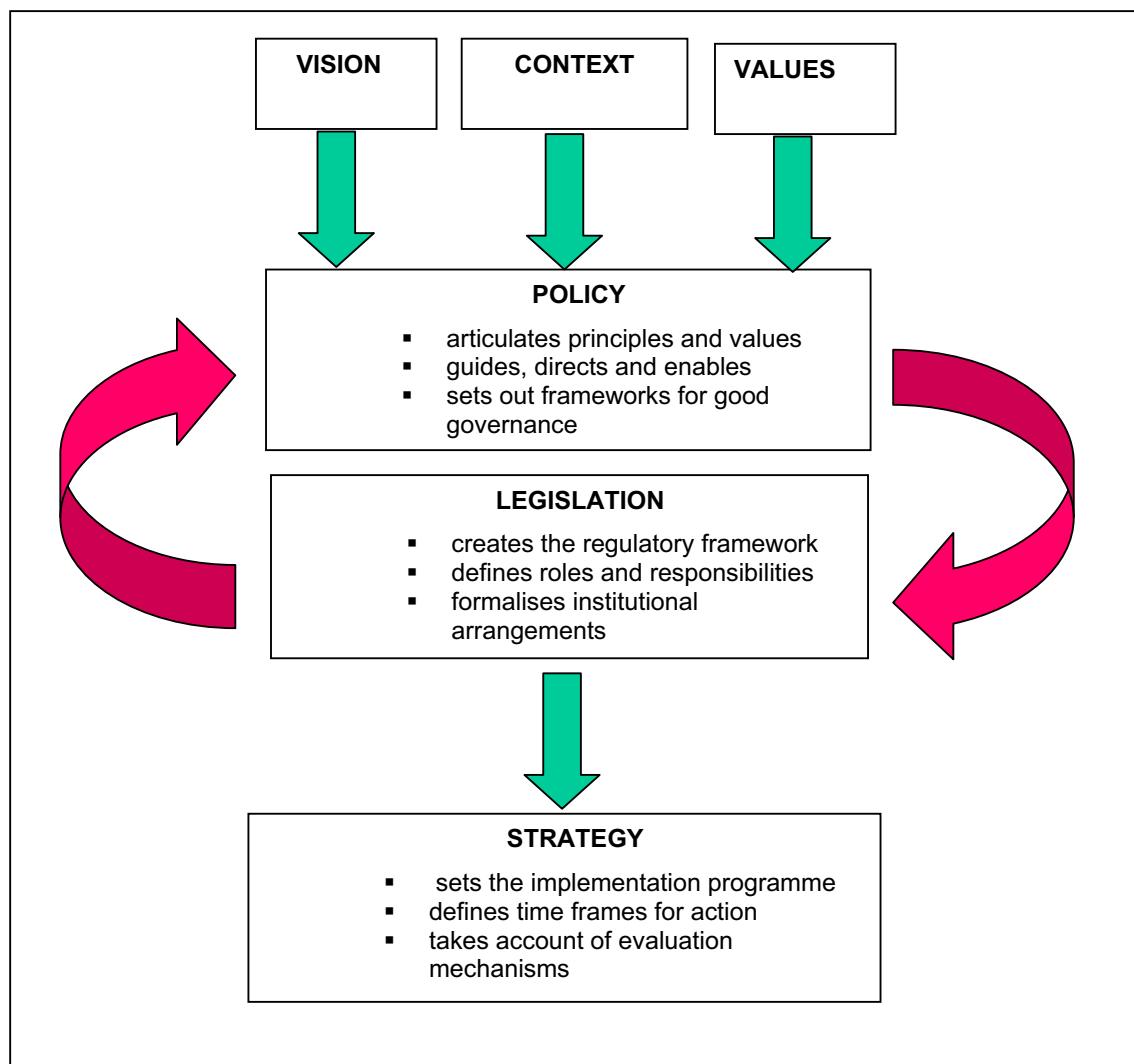 VISION
CONTEXT
VALUES
POLICY
▪ articulates principles and values
▪ guides, directs and enables
▪ sets out frameworks for good
governance
LEGISLATION
▪ creates the regulatory framework
▪ defines roles and responsibilities
▪ formalises institutional
arrangements
STRATEGY
▪ sets the implementation programme
▪ defines time frames for action
▪ takes account of evaluation
mechanisms